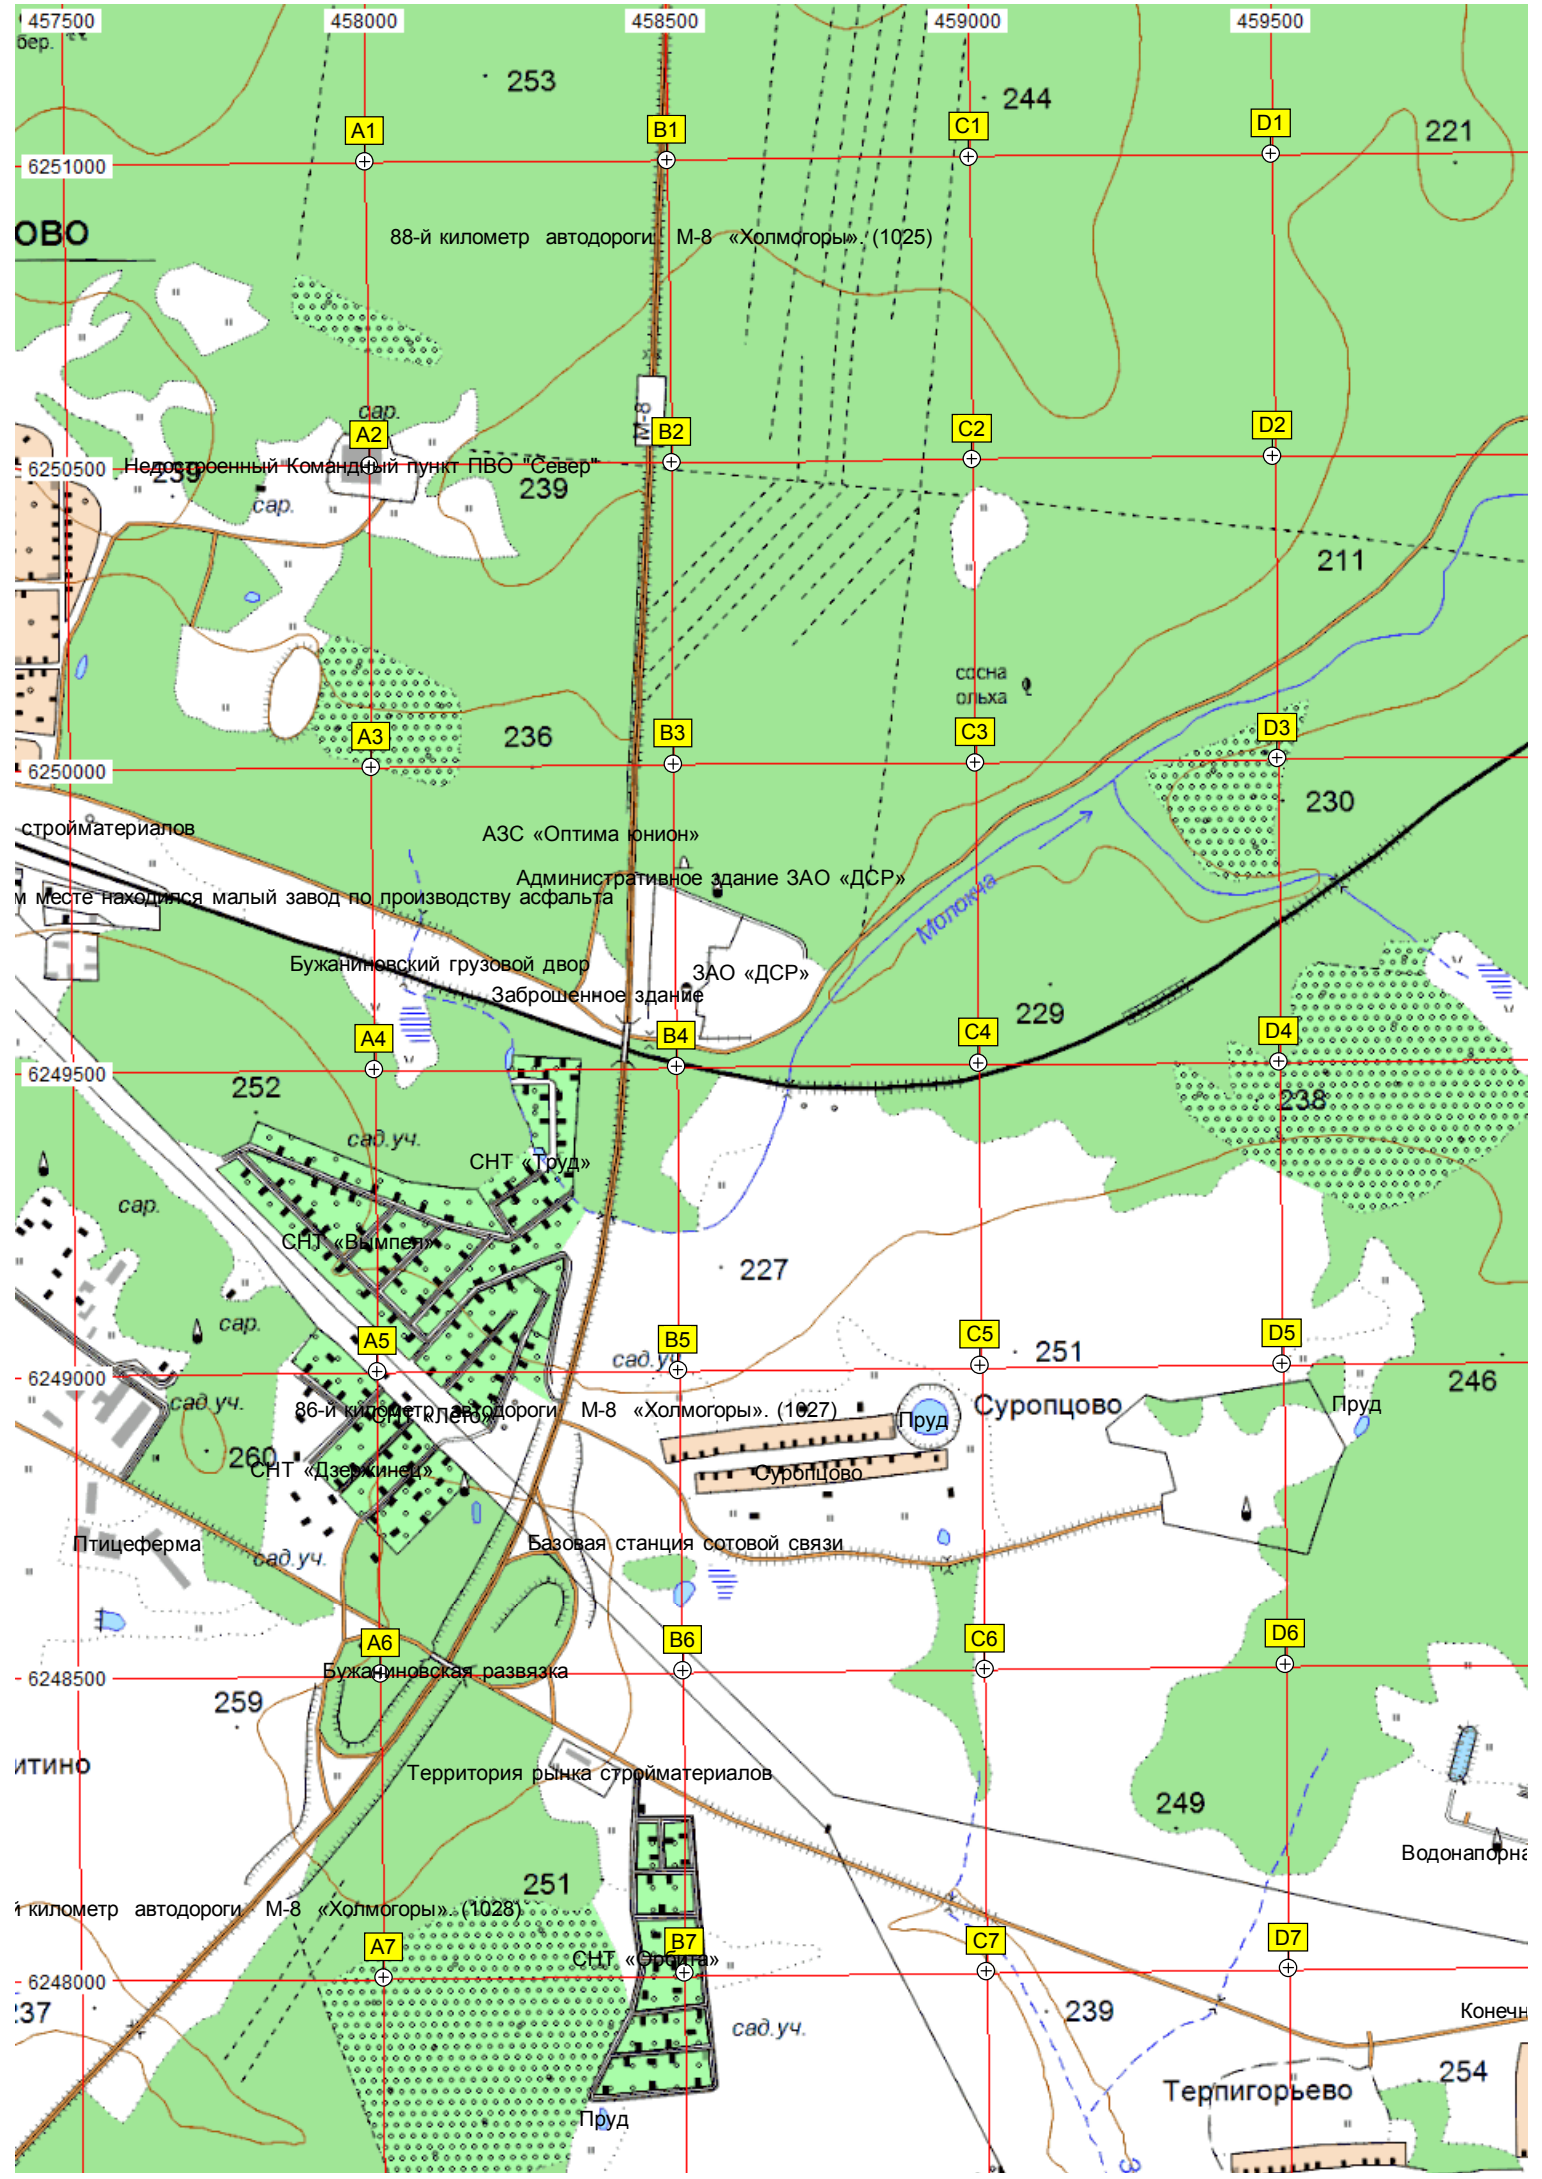 457500 458000 458500 459000 459500
бер.
253
244
A1 B1 C1 D1
221
6251000
ОВО
88-й километр автодороги М-8 «Холмогоры». (1025)
М-8
сар.
A2 B2 C2 D2
6250500
Недостроенный Командный пункт ПВО "Север"
239
239
сар.
211
сосна
ольха
A3 B3 C3 D3
236
6250000
230
стройматериалов
АЗС «Оптима юнион»
Административное здание ЗАО «ДСР»
м месте находился малый завод по производству асфальта
Молокча
Бужаниновский грузовой двор
ЗАО «ДСР»
Заброшенное здание
229
A4 B4 C4 D4
6249500
252
238
сад.уч.
СНТ «Труд»
сар.
СНТ «Вымпел»
227
сар.
A5 B5 C5 D5
сад.уч.
251
6249000
246
сад.уч.
86-й километр автодороги М-8 «Холмогоры». (1027)
СНТ «Лето»
Пруд
Суропцово
Пруд
260
СНТ «Дзержинец»
Суропцово
Птицеферма
сад.уч.
Базовая станция сотовой связи
A6 B6 C6 D6
6248500
Бужаниновская развязка
259
ИТИНО
Территория рынка стройматериалов
249
Водонапорна
251
й километр автодороги М-8 «Холмогоры». (1028)
A7 B7 C7 D7
СНТ «Орбита»
6248000
237
239
Конечн
сад.уч.
254
Терпигорьево
Пруд